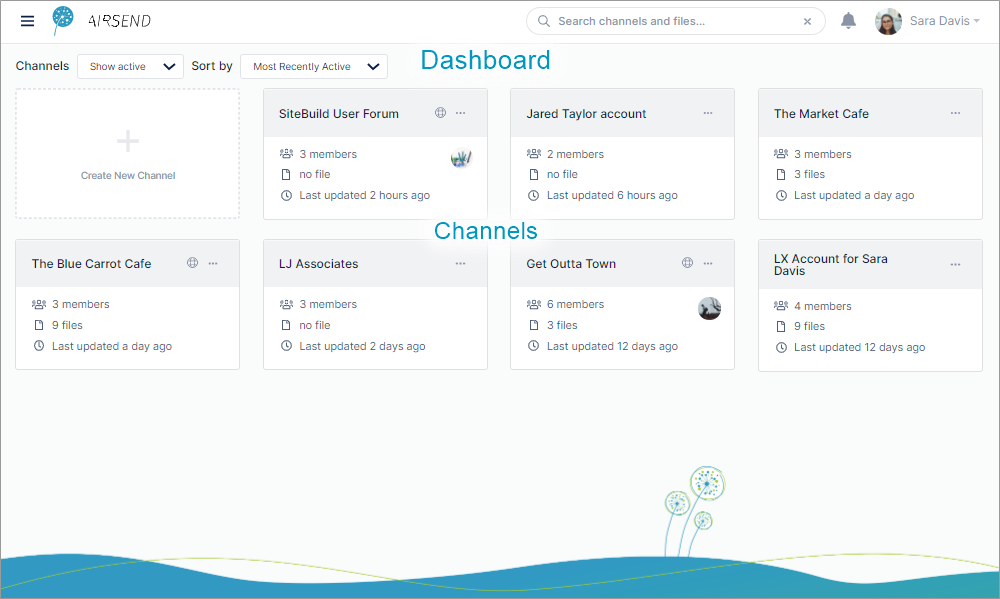 AIRSEND
Search channels and files...
Sara Davis
Channels
Show active
Sort by
Most Recently Active
Dashboard
Create New Channel
SiteBuild User Forum
3 members
no file
Last updated 2 hours ago
Jared Taylor account
2 members
no file
Last updated 6 hours ago
The Market Cafe
3 members
3 files
Last updated a day ago
Channels
The Blue Carrot Cafe
3 members
9 files
Last updated a day ago
LJ Associates
3 members
no file
Last updated 2 days ago
Get Outta Town
6 members
3 files
Last updated 12 days ago
LX Account for Sara
Davis
4 members
9 files
Last updated 12 days ago